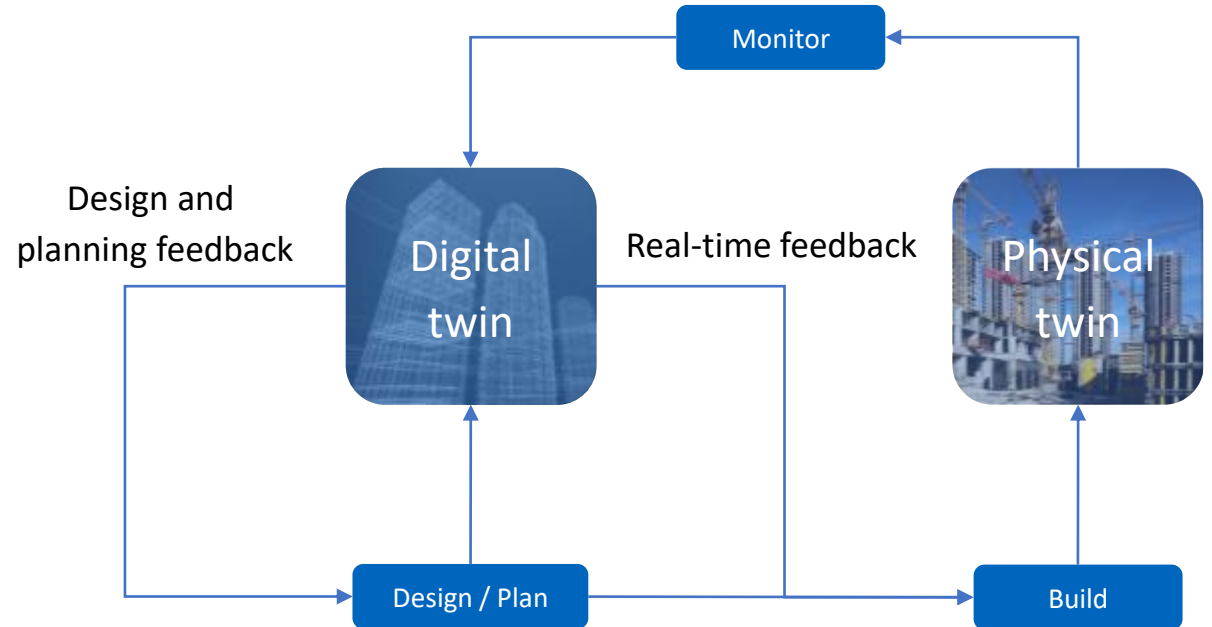 Monitor
Design and
planning feedback
Digital
twin
Real-time feedback
Physical
twin
Design / Plan
Build